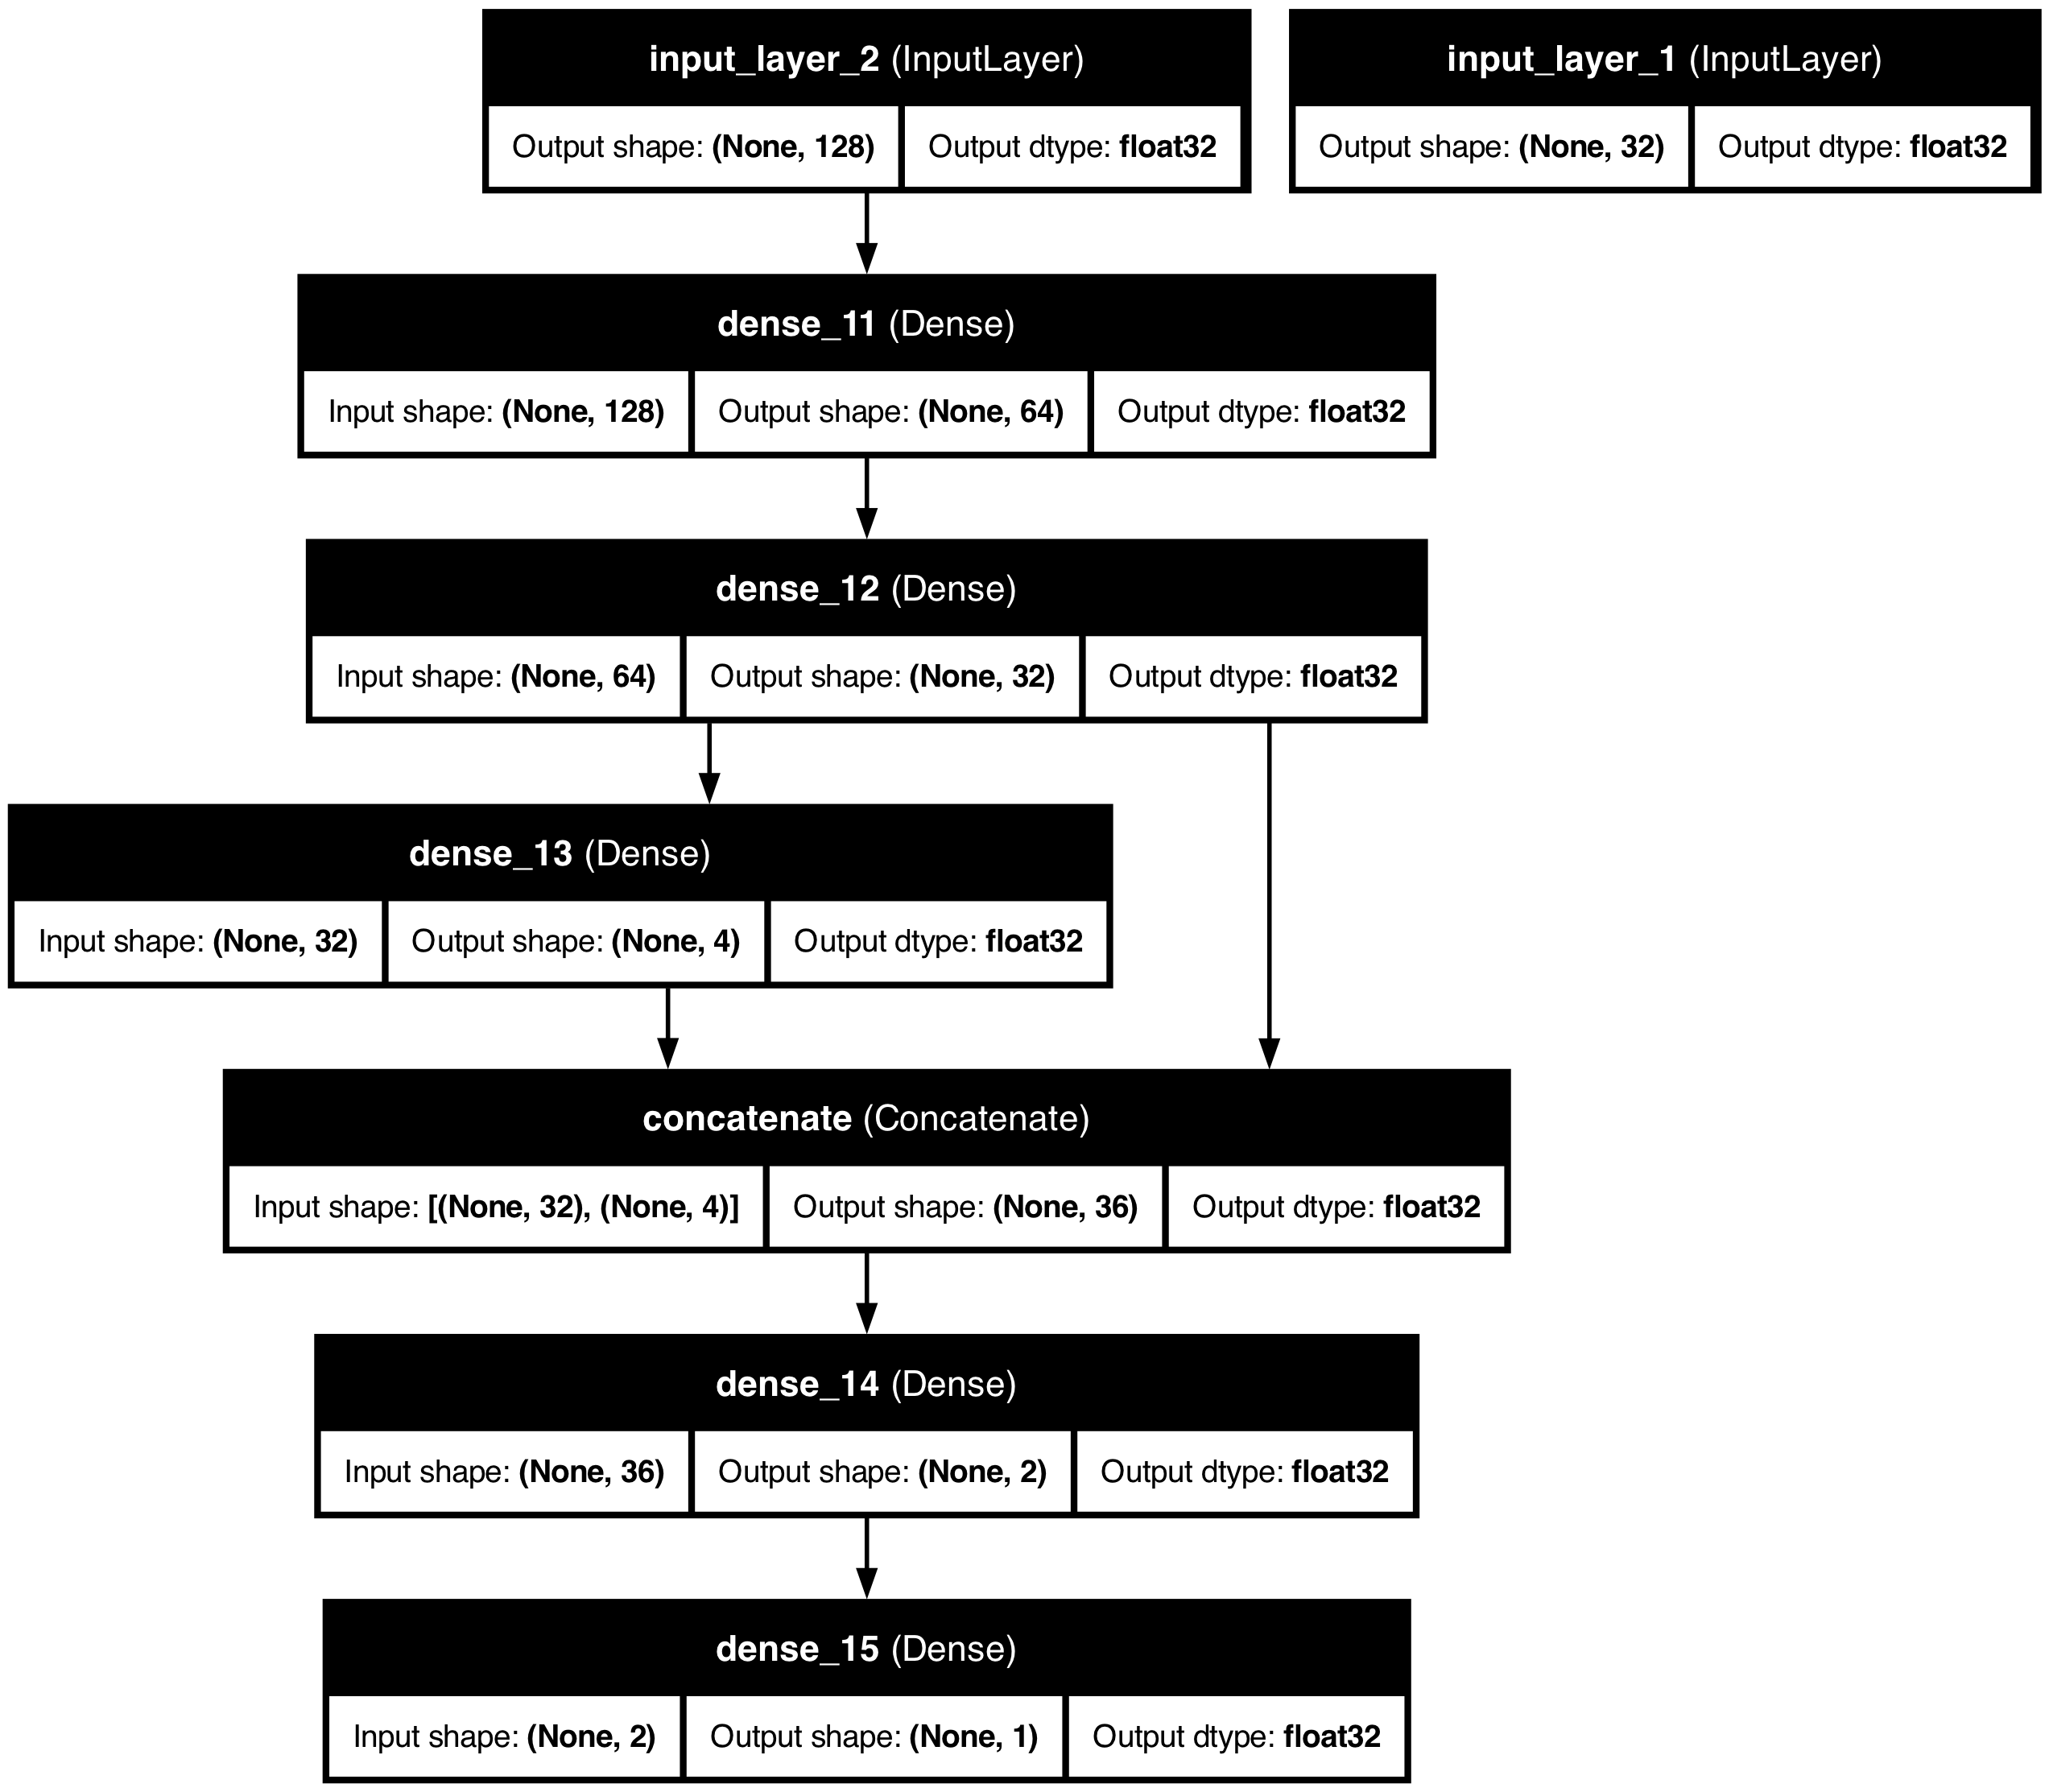 input_layer_2 (InputLayer)
Output shape: (None, 128) Output dtype: float32
input_layer_1 (InputLayer)
Output shape: (None, 32) Output dtype: float32
dense_11 (Dense)
Input shape: (None, 128) Output shape: (None, 64) Output dtype: float32
dense_12 (Dense)
Input shape: (None, 64) Output shape: (None, 32) Output dtype: float32
dense_13 (Dense)
Input shape: (None, 32) Output shape: (None, 4) Output dtype: float32
concatenate (Concatenate)
Input shape: [(None, 32), (None, 4)] Output shape: (None, 36) Output dtype: float32
dense_14 (Dense)
Input shape: (None, 36) Output shape: (None, 2) Output dtype: float32
dense_15 (Dense)
Input shape: (None, 2) Output shape: (None, 1) Output dtype: float32